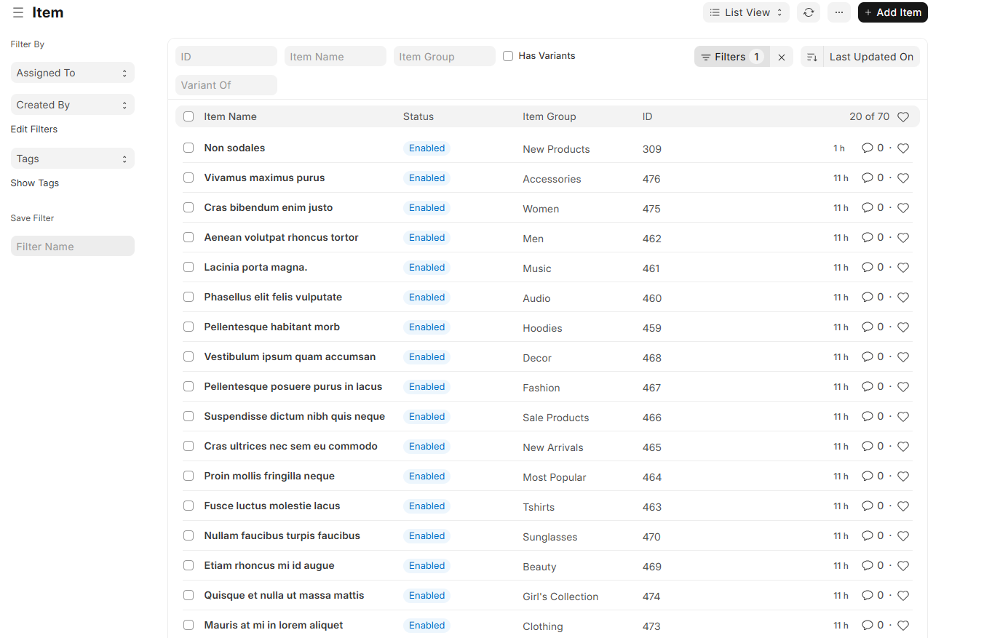 Item
List View
Add Item
Filter By
Assigned To
Created By
Edit Filters
Tags
Show Tags
Save Filter
Filter Name
ID Item Name Item Group Has Variants Filters 1 Last Updated On
Variant Of
Item Name Status Item Group ID 20 of 70
Non sodales Enabled New Products 309 1 h 0
Vivamus maximus purus Enabled Accessories 476 11 h 0
Cras bibendum enim justo Enabled Women 475 11 h 0
Aenean volutpat rhoncus tortor Enabled Men 462 11 h 0
Lacinia porta magna. Enabled Music 461 11 h 0
Phasellus elit felis vulputate Enabled Audio 460 11 h 0
Pellentesque habitant morb Enabled Hoodies 459 11 h 0
Vestibulum ipsum quam accumsan Enabled Decor 468 11 h 0
Pellentesque posuere purus in lacus Enabled Fashion 467 11 h 0
Suspendisse dictum nibh quis neque Enabled Sale Products 466 11 h 0
Cras ultrices nec sem eu commodo Enabled New Arrivals 465 11 h 0
Proin mollis fringilla neque Enabled Most Popular 464 11 h 0
Fusce luctus molestie lacus Enabled Tshirts 463 11 h 0
Nullam faucibus turpis faucibus Enabled Sunglasses 470 11 h 0
Etiam rhoncus mi id augue Enabled Beauty 469 11 h 0
Quisque et nulla ut massa mattis Enabled Girl's Collection 474 11 h 0
Mauris at mi in lorem aliquet Enabled Clothing 473 11 h 0